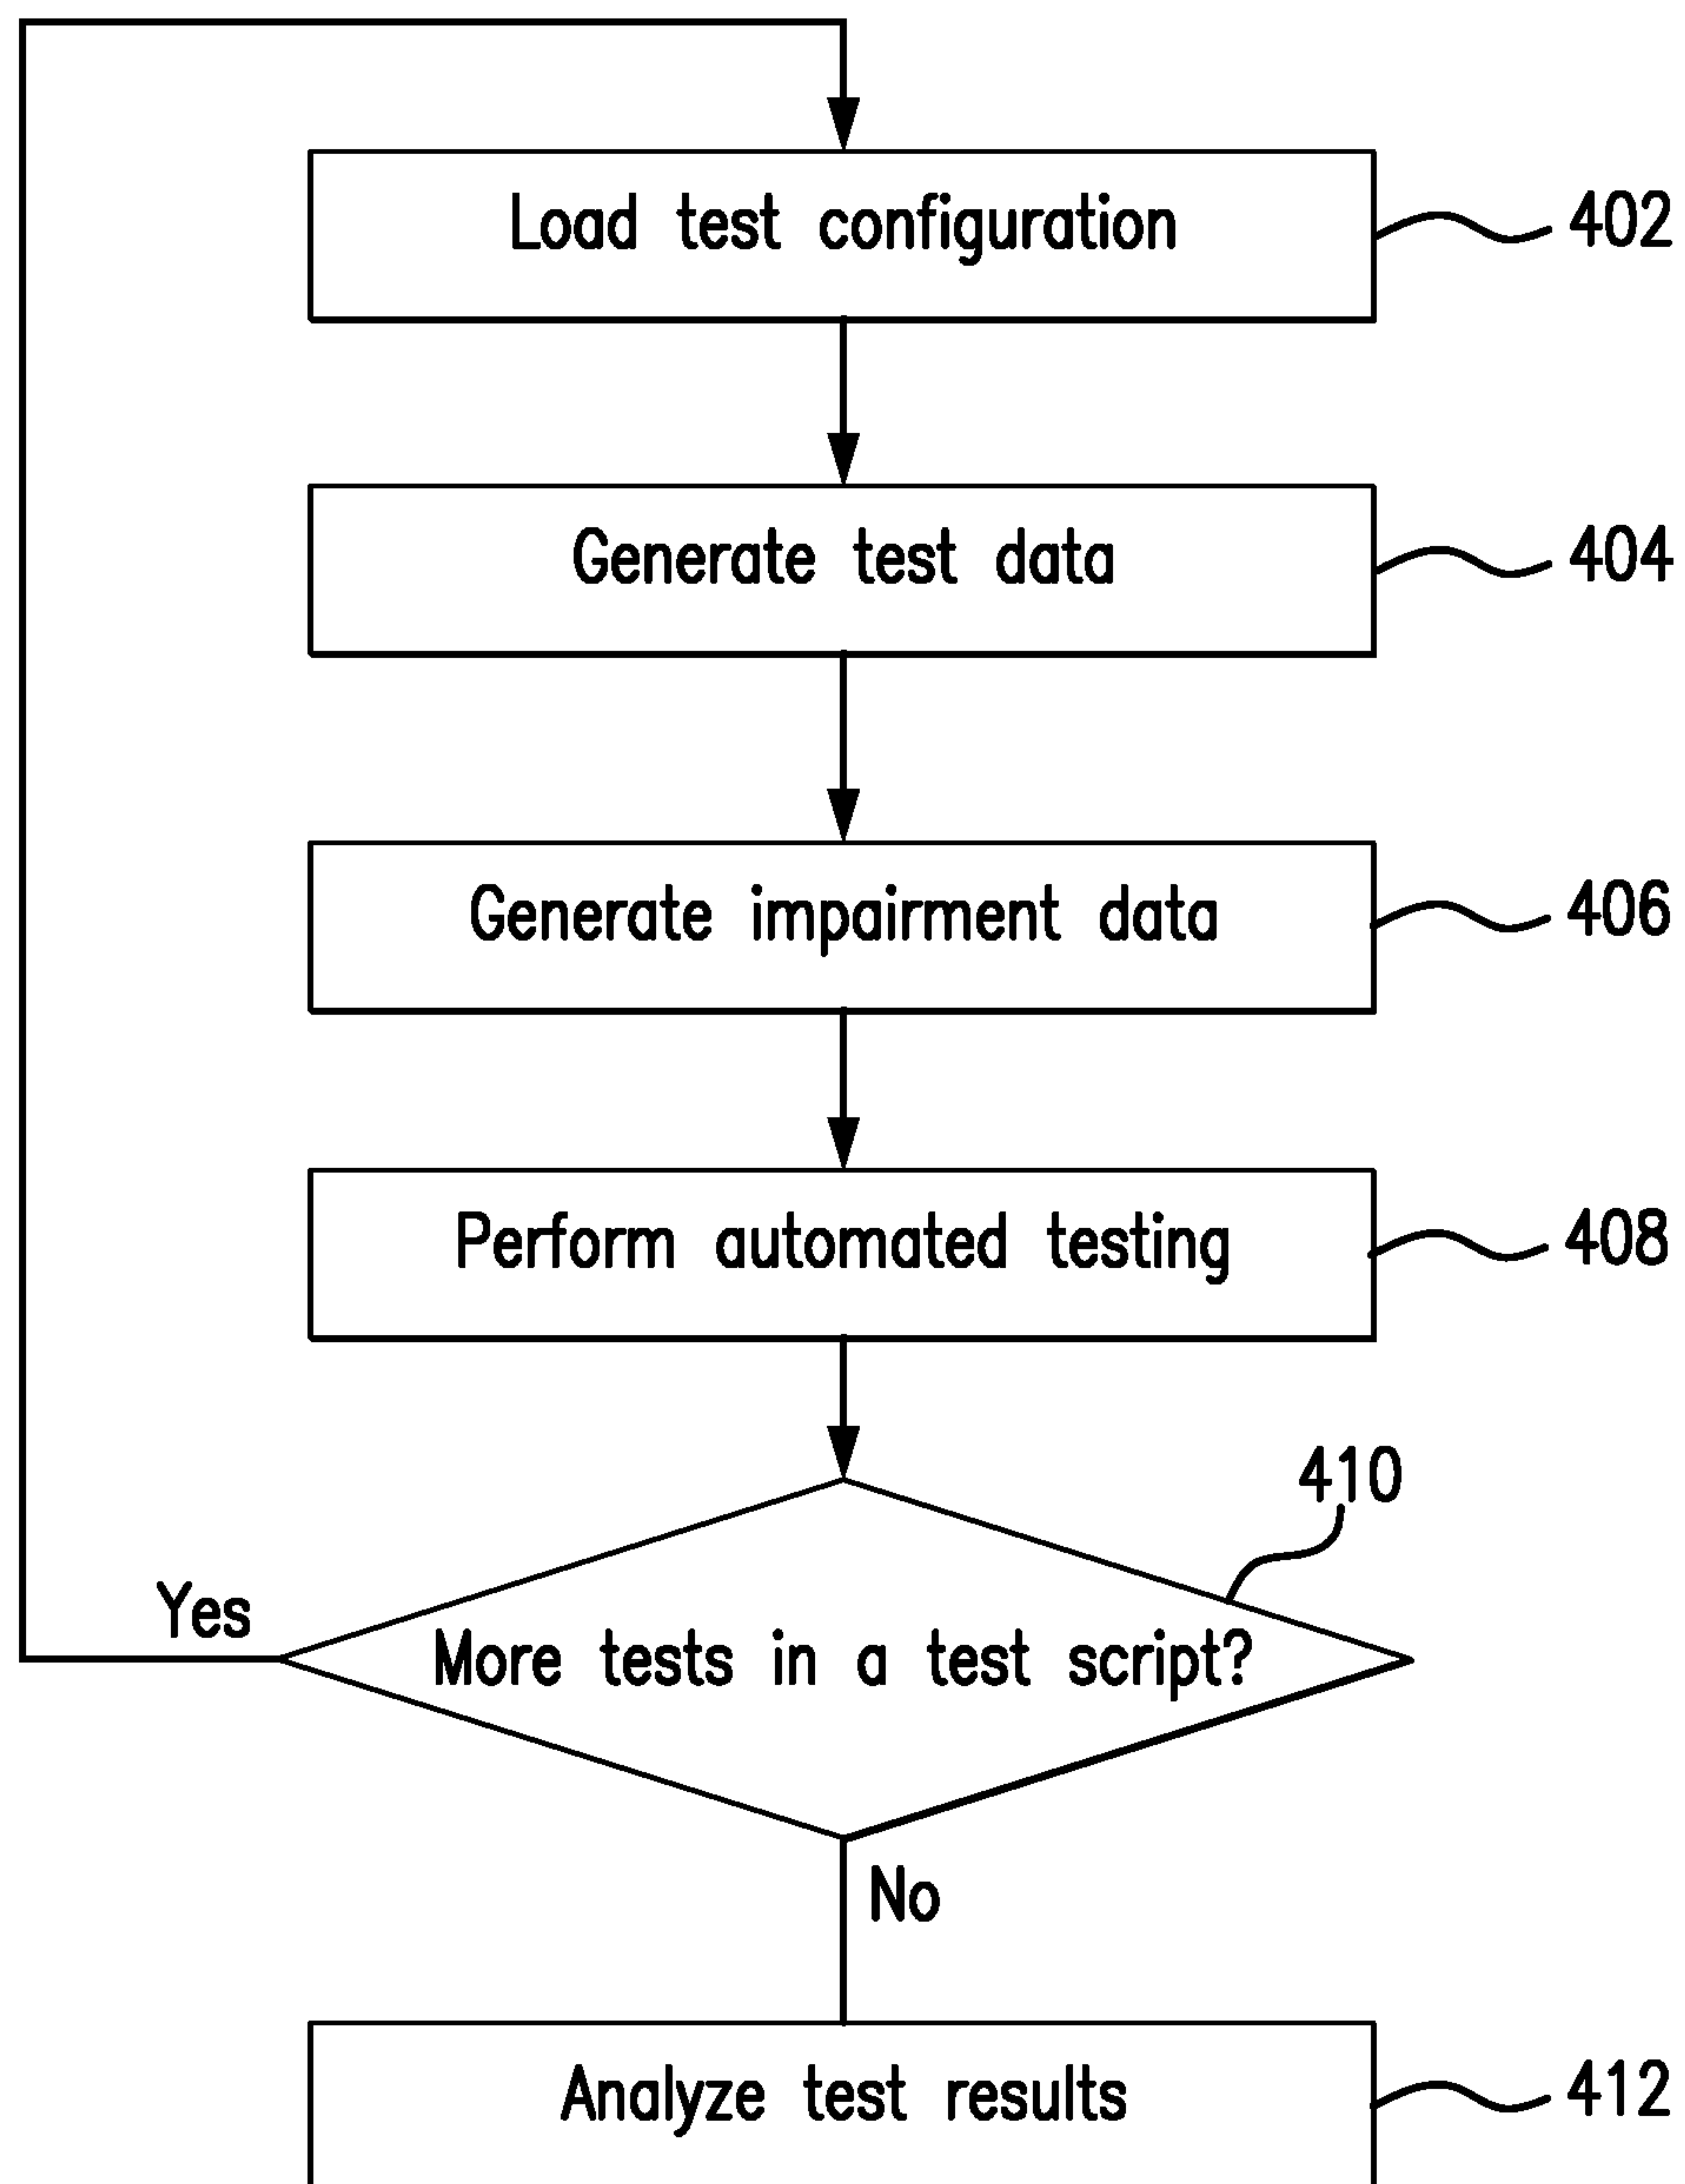 Load test configuration
402
Generate test data
404
Generate impairment data
406
Perform automated testing
408
410
Yes
More tests in a test script?
No
Analyze test results
412